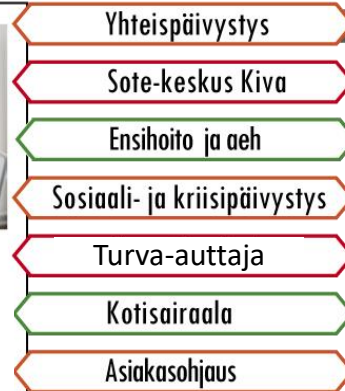 Yhteispäivystys
Sote-keskus Kiva
Ensihoito ja aeh
Sosiaali- ja kriisipäivystys
Turva-auttaja
Kotisairaala
Asiakasohjaus